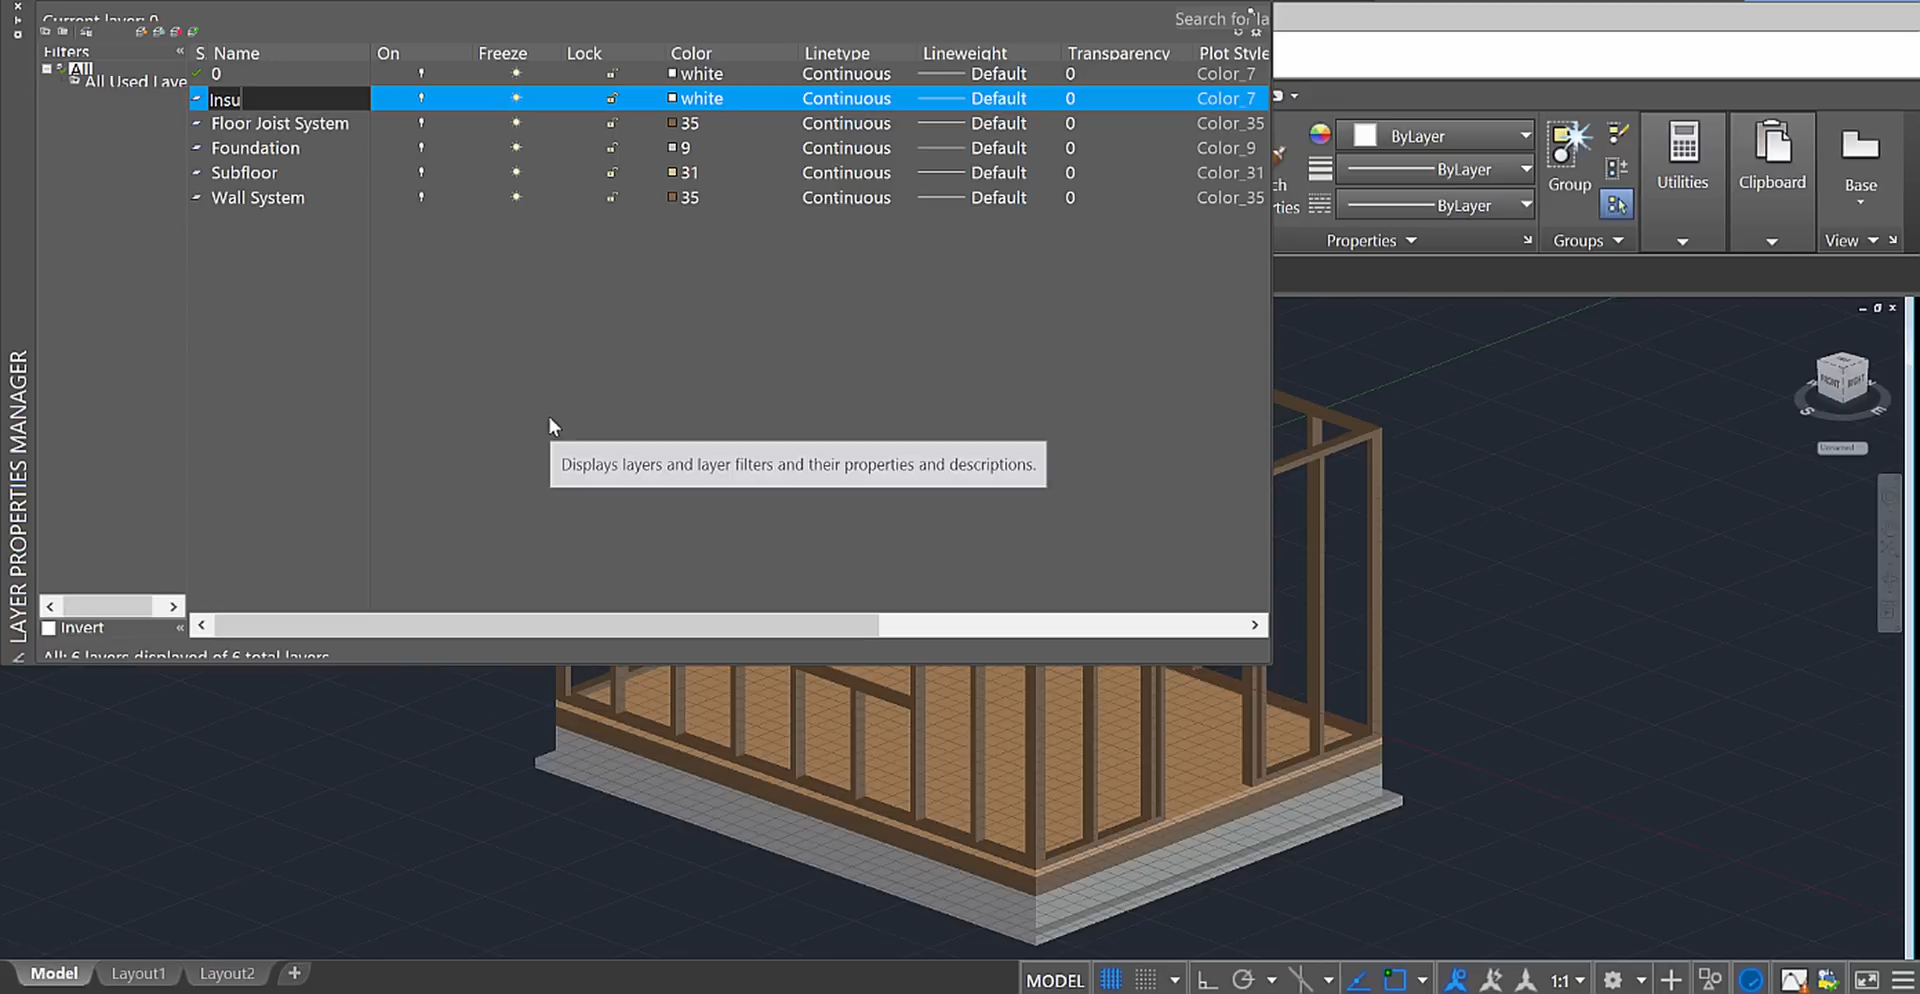 Current layer: 0
Search for la
Filters
S. Name On Freeze Lock Color Linetype Lineweight Transparency Plot Style
All
All Used Laye
0 white Continuous Default 0 Color_7
Insu white Continuous Default 0 Color_7
Floor Joist System 35 Continuous Default 0 Color_35
Foundation 9 Continuous Default 0 Color_9
Subfloor 31 Continuous Default 0 Color_31
Wall System 35 Continuous Default 0 Color_35
Displays layers and layer filters and their properties and descriptions.
LAYER PROPERTIES MANAGER
Invert
All: 6 layers displayed of 6 total layers
ByLayer
ch
ByLayer
rties
ByLayer
Properties
Group
Groups
Utilities
Clipboard
Base
View
FRONT RIGHT
S E
Unnamed
Model Layout1 Layout2 +
MODEL 1:1